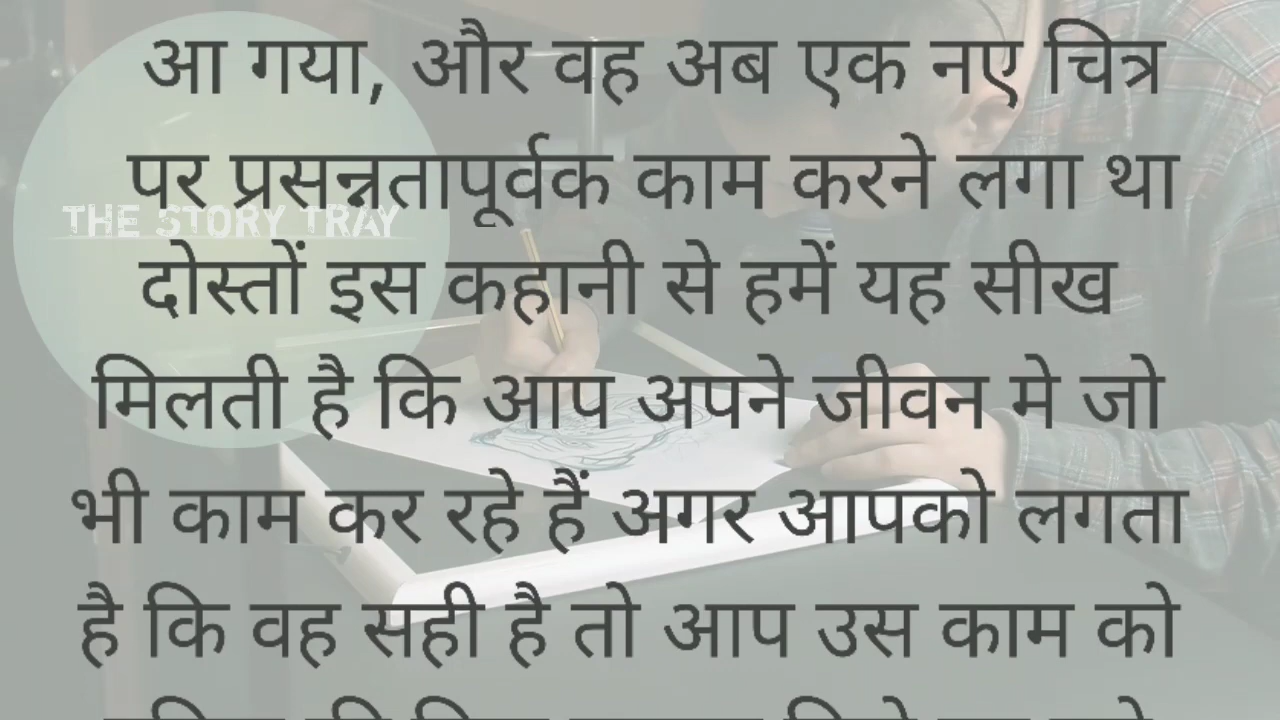 आ गया, और वह अब एक नए चित्र
पर प्रसन्नतापूर्वक काम करने लगा था
THE STORY TRAY
दोस्तों इस कहानी से हमें यह सीख
मिलती है कि आप अपने जीवन मे जो
भी काम कर रहे हैं अगर आपको लगता
है कि वह सही है तो आप उस काम को